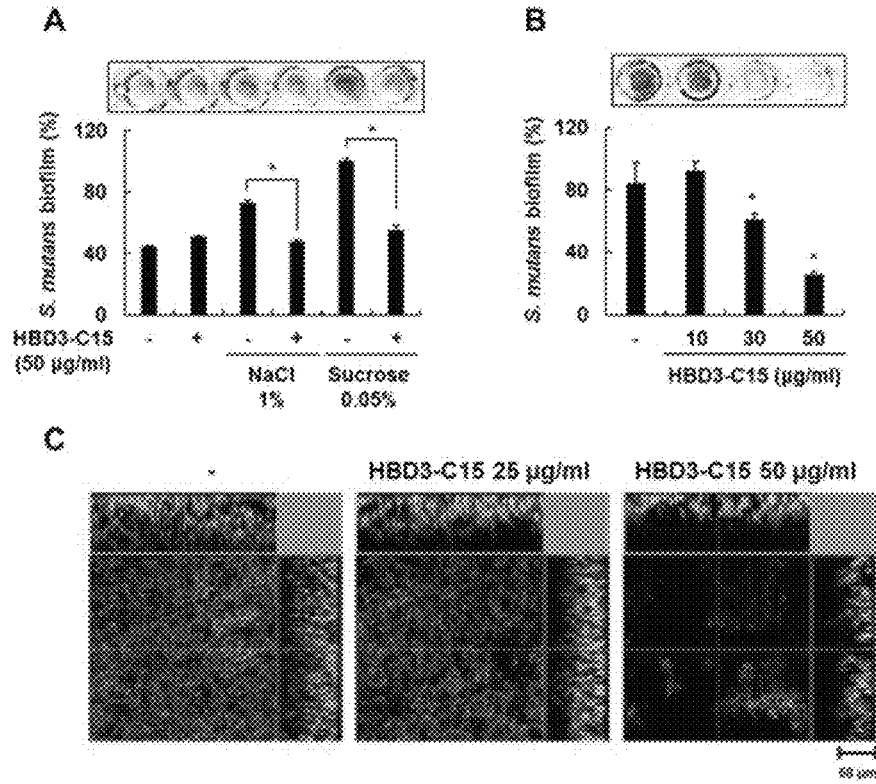 A
S. mutans biofilm (%)
120
80
40
0
*
*
HBD3-C15
(50 µg/ml)
- + - + - +
NaCl
1%
Sucrose
0.05%
B
S. mutans biofilm (%)
120
80
40
0
*
*
- 10 30 50
HBD3-C15 (µg/ml)
C
-
HBD3-C15 25 µg/ml
HBD3-C15 50 µg/ml